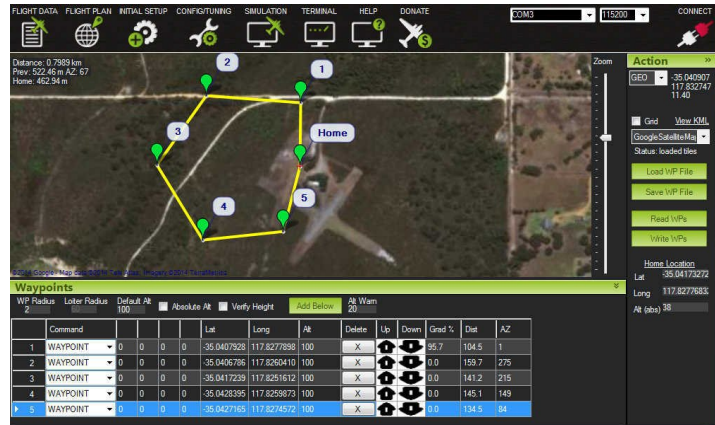 FLIGHT DATA FLIGHT PLAN INITIAL SETUP CONFIG/TUNING SIMULATION TERMINAL HELP DONATE COM3 115200 CONNECT
Distance: 0.7989 km
Prev: 522.46 m AZ: 67
Home: 462.94 m
2
1
3
Home
4
5
Zoom
Action
GEO -35.040907
117.832747
11.40
Grid View KML
GoogleSatelliteMap
Status: loaded tiles
Load WP File
Save WP File
Read WPs
Write WPs
Home Location
Lat -35.04173272
Long 117.8277683
Alt (abs) 38
Waypoints
WP Radius Loiter Radius Default Alt Alt Warn
2 100 Absolute Alt Verify Height Add Below 20
Command Lat Long Alt Delete Up Down Grad % Dist AZ
1 WAYPOINT 0 0 0 0 -35.0407928 117.8277898 100 X 95.7 104.5 1
2 WAYPOINT 0 0 0 0 -35.0406786 117.8260410 100 X 0.0 159.7 275
3 WAYPOINT 0 0 0 0 -35.0417239 117.8251612 100 X 0.0 141.2 215
4 WAYPOINT 0 0 0 0 -35.0428395 117.8259873 100 X 0.0 145.1 149
5 WAYPOINT 0 0 0 0 -35.0427165 117.8274572 100 X 0.0 134.5 84